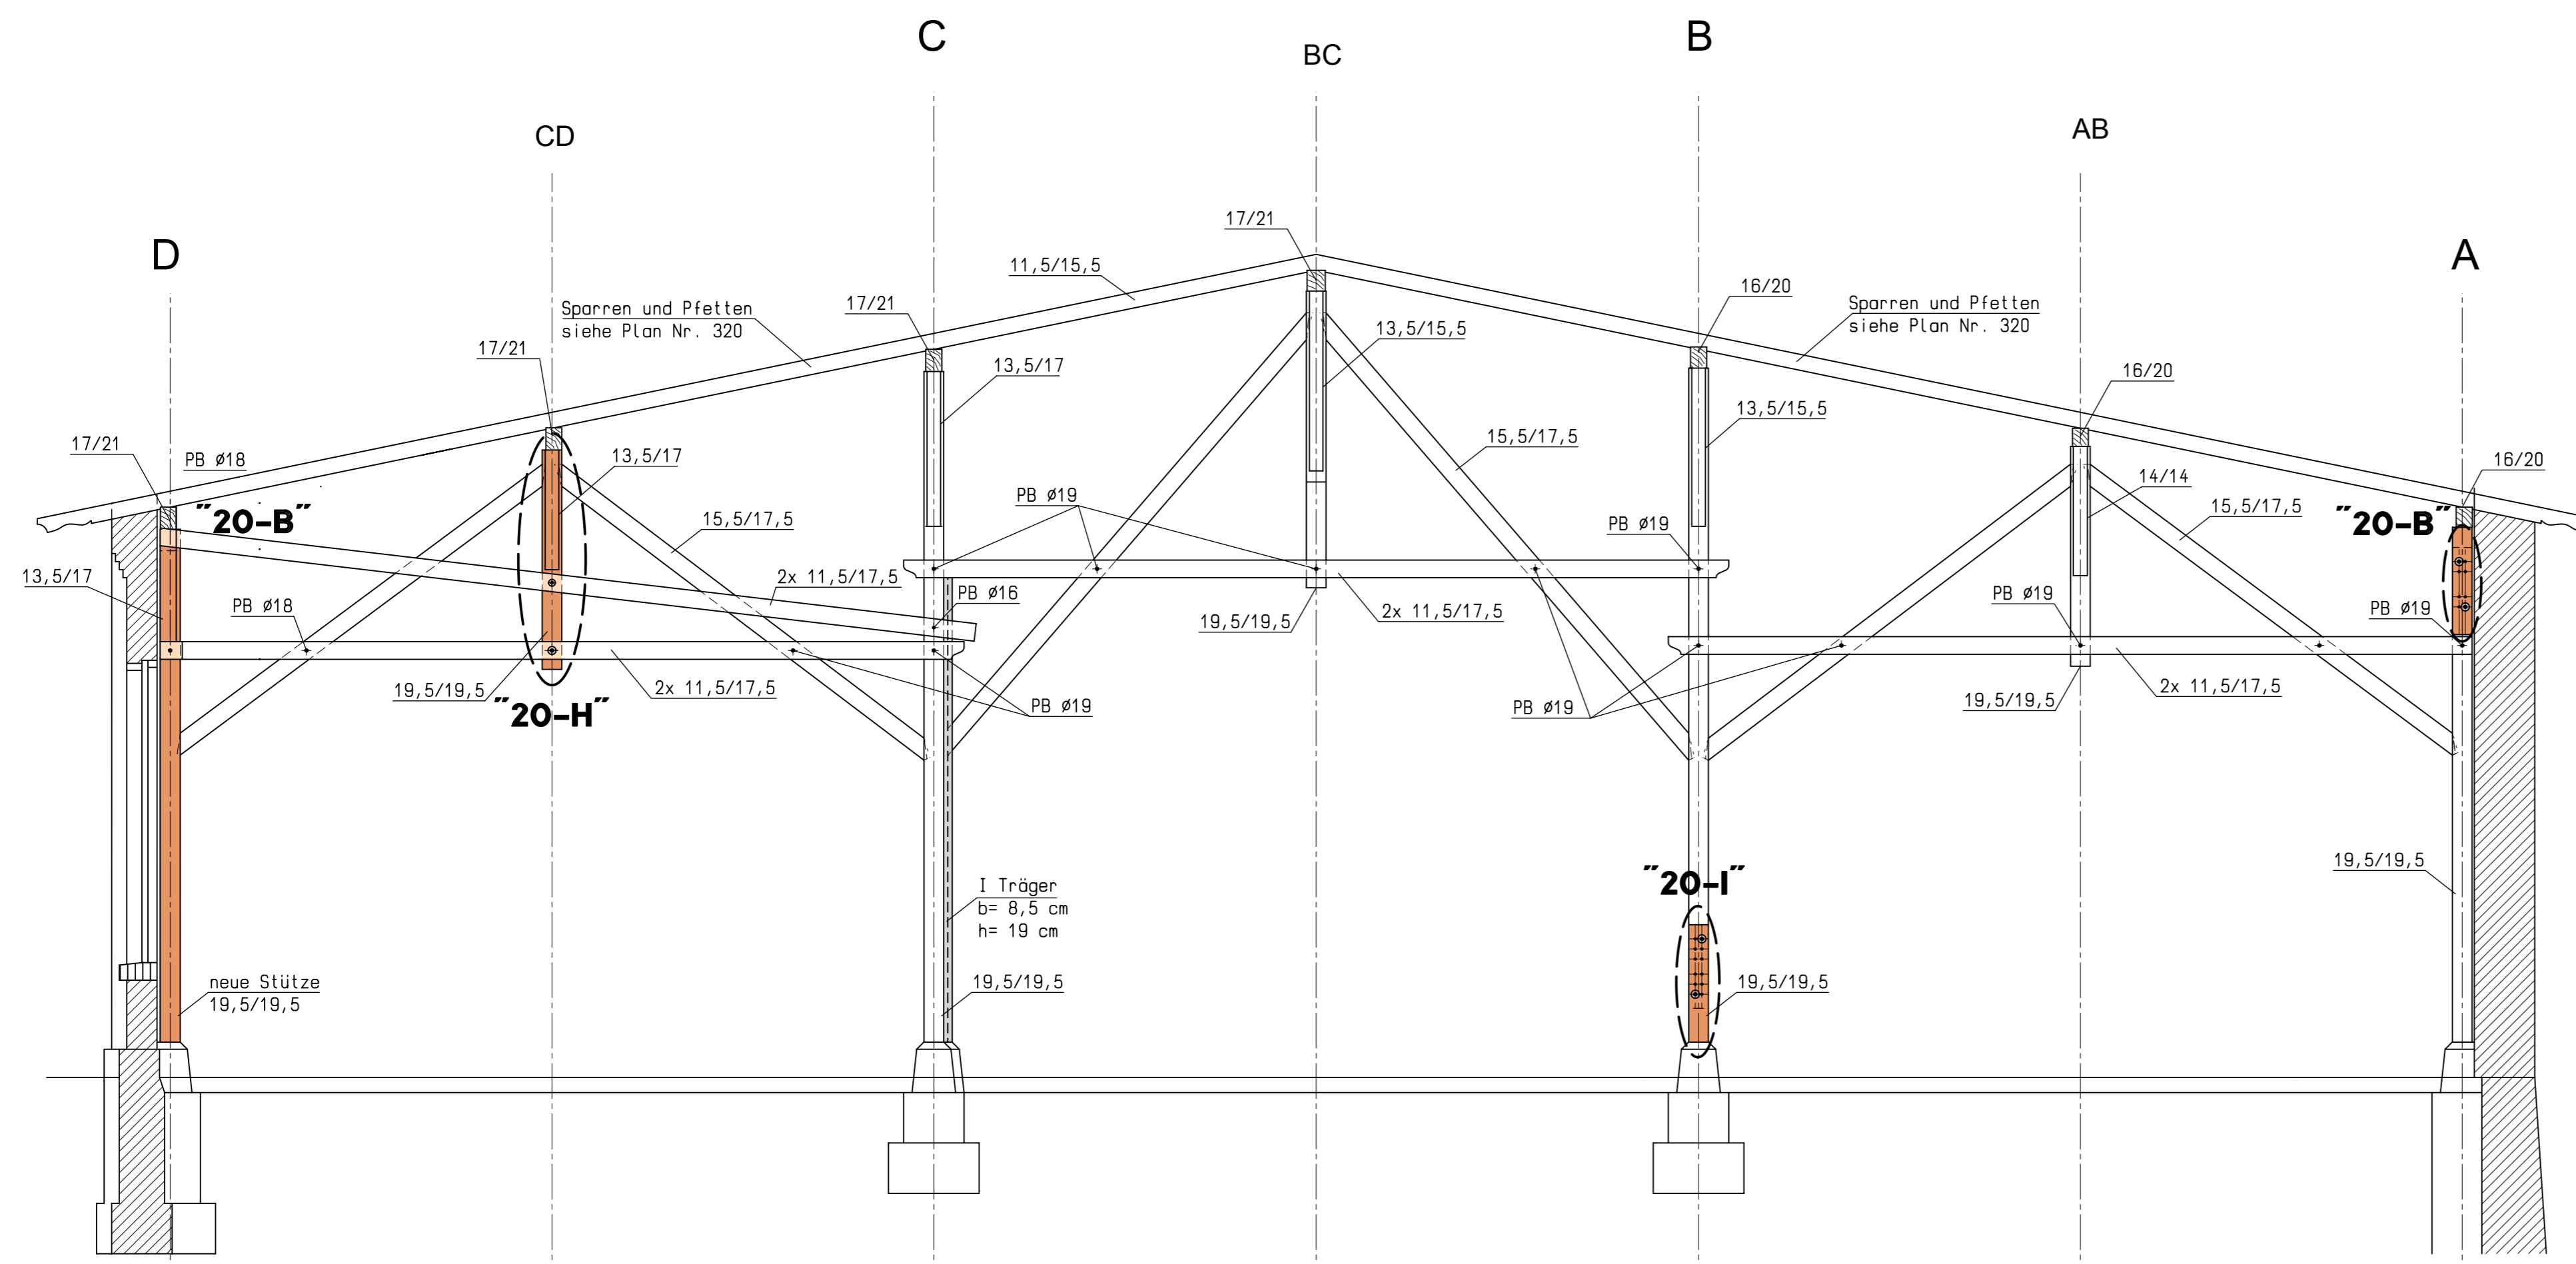 C
B
BC
CD
AB
D
A
17/21
11,5/15,5
16/20
Sparren und Pfetten
siehe Plan Nr. 320
17/21
Sparren und Pfetten
siehe Plan Nr. 320
13,5/15,5
17/21
13,5/17
16/20
13,5/15,5
17/21
PB ø18
13,5/17
15,5/17,5
16/20
14/14
PB ø19
"20-B"
15,5/17,5
PB ø19
15,5/17,5
"20-B"
13,5/17
2x 11,5/17,5
PB ø18
PB ø16
19,5/19,5
2x 11,5/17,5
PB ø19
PB ø19
19,5/19,5
2x 11,5/17,5
"20-H"
PB ø19
PB ø19
19,5/19,5
2x 11,5/17,5
"20-I"
I Träger
b= 8,5 cm
h= 19 cm
19,5/19,5
neue Stütze
19,5/19,5
19,5/19,5
19,5/19,5